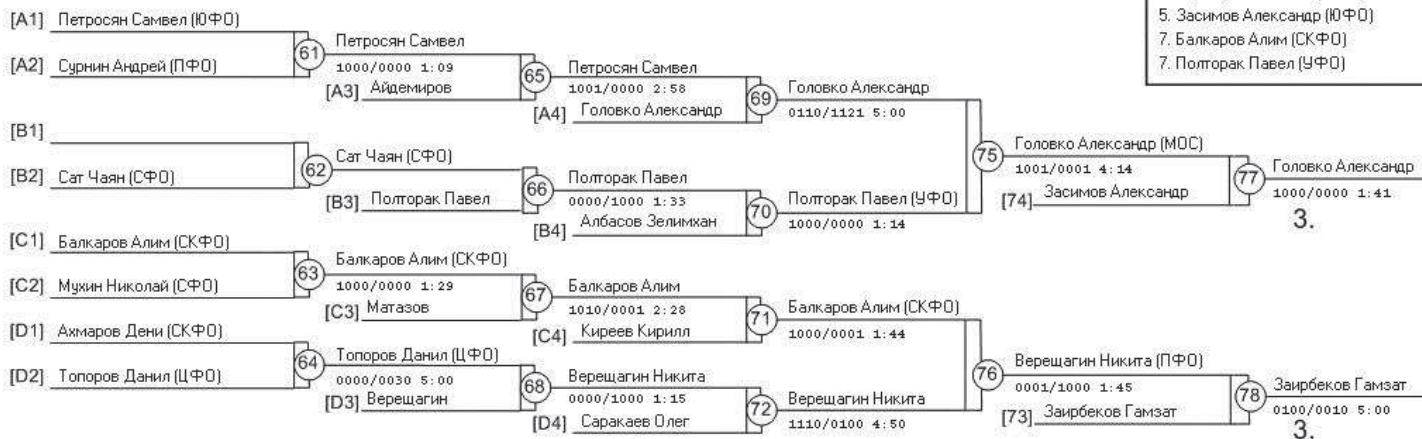 5. Засимов Александр (ЮФО)
7. Балкаров Алим (СКФО)
7. Полторак Павел (УФО)
[A1] Петросян Самвел (ЮФО)
[A2] Сурнин Андрей (ПФО)
61
Петросян Самвел
1000/0000 1:09
[A3] Айдемиров
65
Петросян Самвел
1001/0000 2:58
[A4] Головко Александр
69
Головко Александр
0110/1121 5:00
[B1]
[B2] Сат Чаян (СФО)
62
Сат Чаян (СФО)
[B3] Полторак Павел
66
Полторак Павел
0000/1000 1:33
[B4] Албасов Зелимхан
70
Полторак Павел (УФО)
1000/0000 1:14
75
Головко Александр (МОС)
1001/0001 4:14
[74] Засимов Александр
77
Головко Александр
1000/0000 1:41
3.
[C1] Балкаров Алим (СКФО)
[C2] Мухин Николай (СФО)
63
Балкаров Алим (СКФО)
1000/0000 1:29
[C3] Матазов
67
Балкаров Алим
1010/0001 2:28
[C4] Киреев Кирилл
71
Балкаров Алим (СКФО)
1000/0001 1:44
[D1] Ахмаров Дени (СКФО)
[D2] Топоров Данил (ЦФО)
64
Топоров Данил (ЦФО)
0000/0030 5:00
[D3] Верещагин
68
Верещагин Никита
0000/1000 1:15
[D4] Саракаев Олег
72
Верещагин Никита
1110/0100 4:50
76
Верещагин Никита (ПФО)
0001/1000 1:45
[73] Заирбеков Гамзат
78
Заирбеков Гамзат
0100/0010 5:00
3.